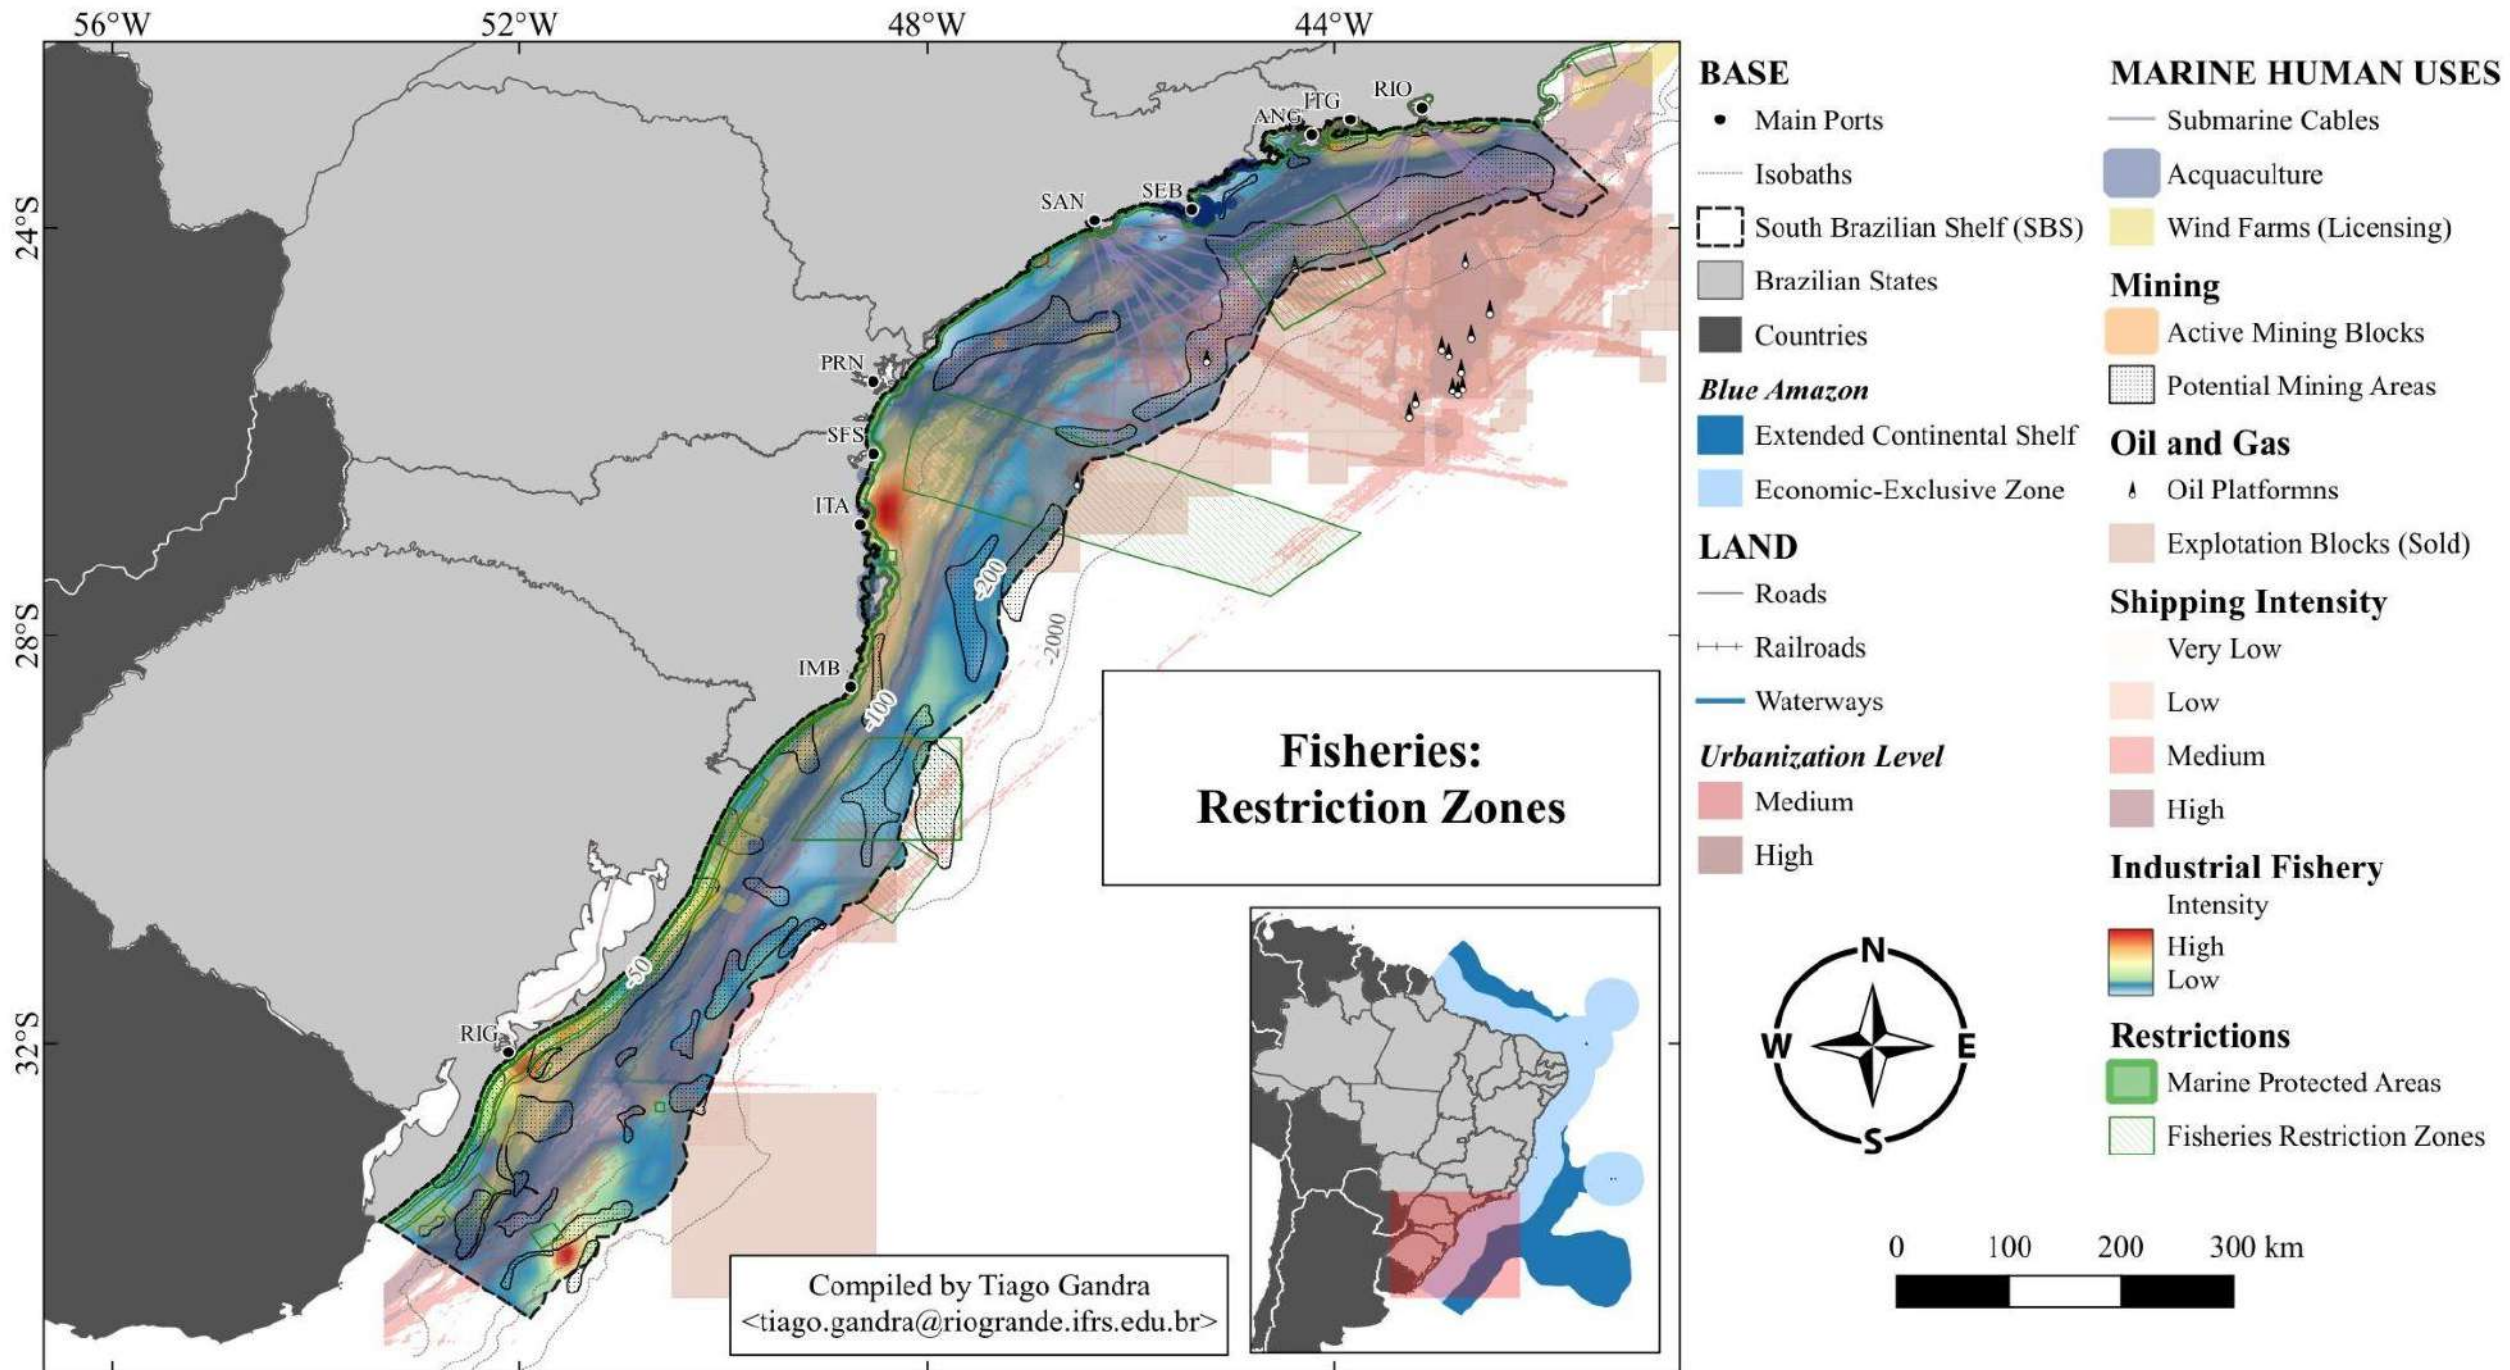 56°W
52°W
48°W
44°W
24°S
28°S
32°S
RIO
ITG
ANG
SEB
SAN
PRN
SFS
ITA
IMB
RIG
-200
-2000
-100
-50
Fisheries:
Restriction Zones
Compiled by Tiago Gandra
<tiago.gandra@riogrande.ifrs.edu.br>
BASE
Main Ports
Isobaths
South Brazilian Shelf (SBS)
Brazilian States
Countries
Blue Amazon
Extended Continental Shelf
Economic-Exclusive Zone
LAND
Roads
Railroads
Waterways
Urbanization Level
Medium
High
MARINE HUMAN USES
Submarine Cables
Acquaculture
Wind Farms (Licensing)
Mining
Active Mining Blocks
Potential Mining Areas
Oil and Gas
Oil Platformns
Explotation Blocks (Sold)
Shipping Intensity
Very Low
Low
Medium
High
Industrial Fishery
Intensity
High
Low
Restrictions
Marine Protected Areas
Fisheries Restriction Zones
N
W
E
S
0 100 200 300 km